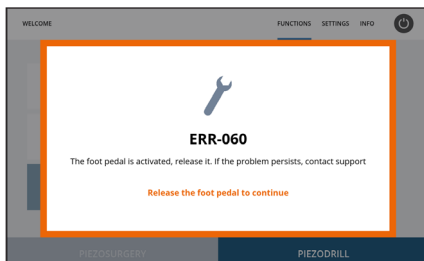 WELCOME
FUNCTIONS SETTINGS INFO
ERR-060
The foot pedal is activated, release it. If the problem persists, contact support
Release the foot pedal to continue
PIEZOSURGERY
PIEZODRILL